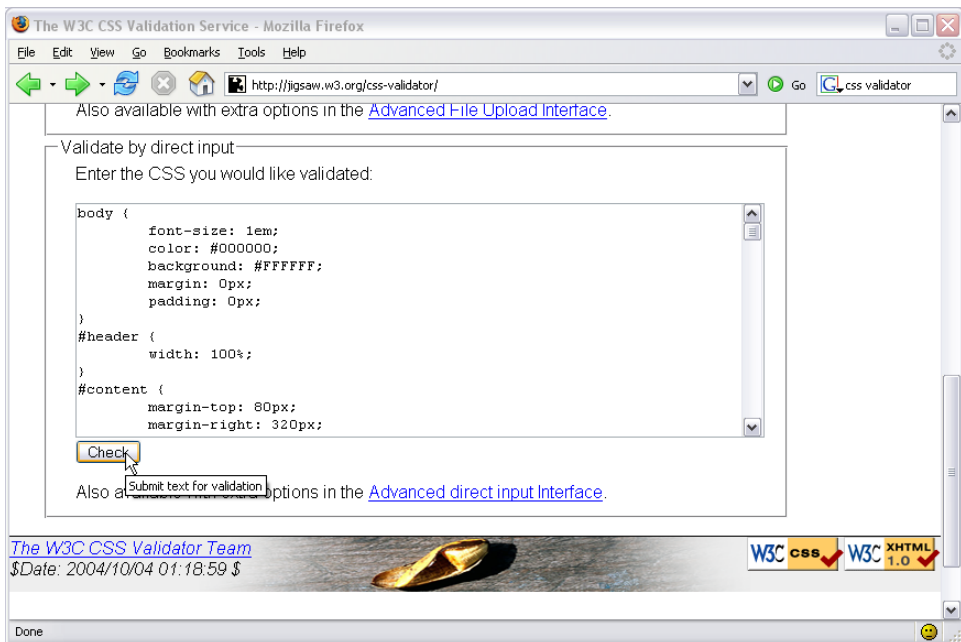 The W3C CSS Validation Service - Mozilla Firefox
File Edit View Go Bookmarks Tools Help
http://jigsaw.w3.org/css-validator/ Go G css validator
Also available with extra options in the Advanced File Upload Interface.
Validate by direct input
Enter the CSS you would like validated:
body {
font-size: 1em;
color: #000000;
background: #FFFFFF;
margin: 0px;
padding: 0px;
}
#header {
width: 100%;
}
#content {
margin-top: 80px;
margin-right: 320px;
Check
Submit text for validation
Also options in the Advanced direct input Interface.
The W3C CSS Validator Team
$Date: 2004/10/04 01:18:59 $
W3C css W3C XHTML 1.0
Done